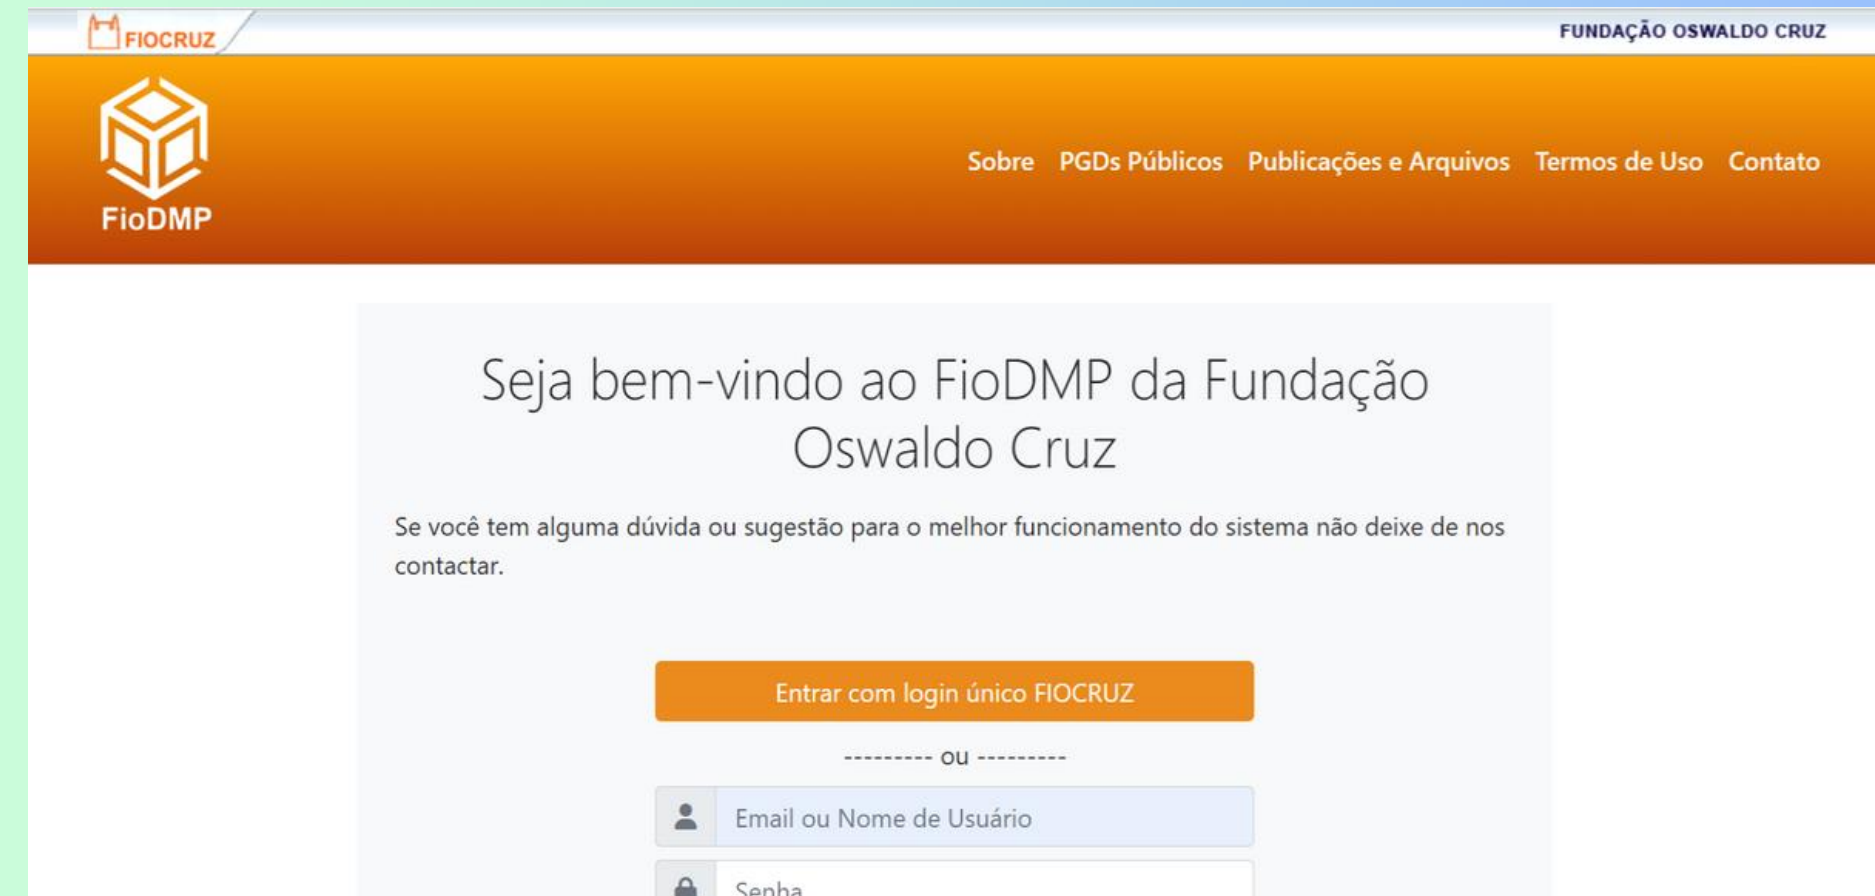 FIOCRUZ
FUNDAÇÃO OSWALDO CRUZ
FioDMP
Sobre PGDs Públicos Publicações e Arquivos Termos de Uso Contato
Seja bem-vindo ao FioDMP da Fundação
Oswaldo Cruz
Se você tem alguma dúvida ou sugestão para o melhor funcionamento do sistema não deixe de nos
contactar.
Entrar com login único FIOCRUZ
--------- ou ---------
Email ou Nome de Usuário
Senha